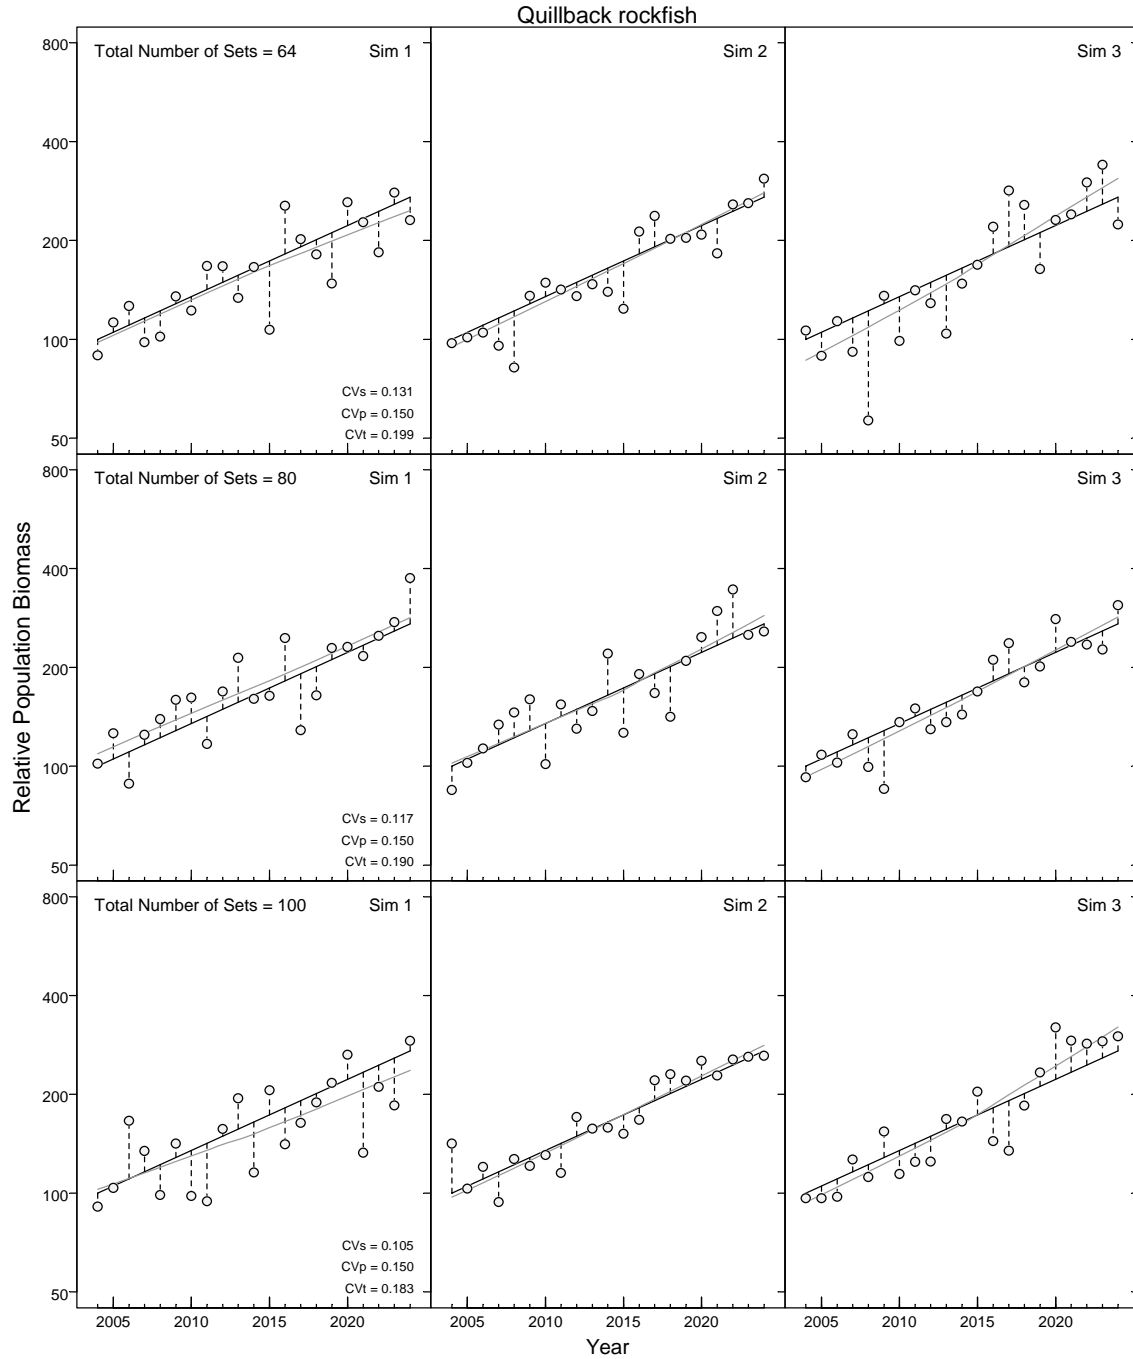 Quillback rockfish
Total Number of Sets = 64 Sim 1 Sim 2 Sim 3
800
400
200
100
50
CVs = 0.131
CVp = 0.150
CVt = 0.199
Total Number of Sets = 80 Sim 1 Sim 2 Sim 3
800
400
200
100
50
CVs = 0.117
CVp = 0.150
CVt = 0.190
Relative Population Biomass
Total Number of Sets = 100 Sim 1 Sim 2 Sim 3
800
400
200
100
50
CVs = 0.105
CVp = 0.150
CVt = 0.183
2005 2010 2015 2020 2005 2010 2015 2020 2005 2010 2015 2020
Year